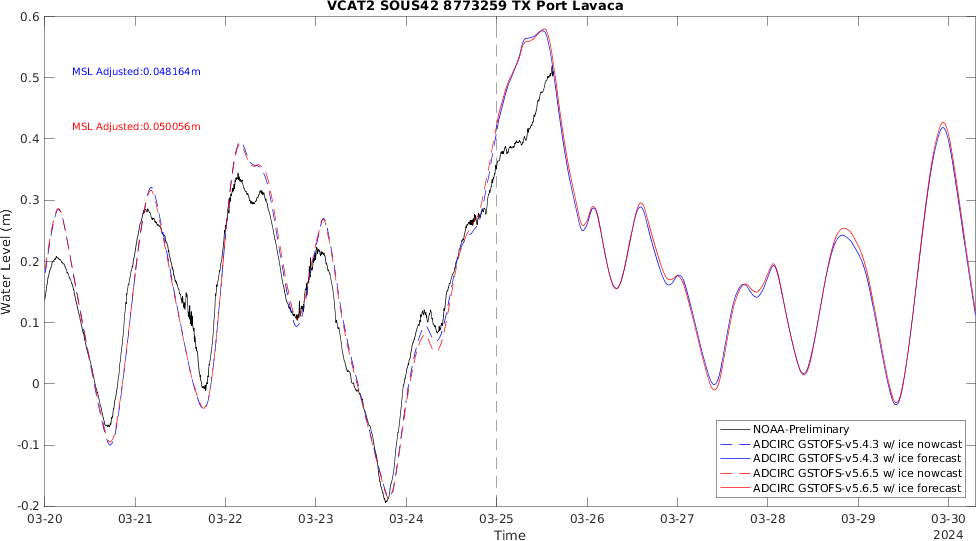 VCAT2 SOUS42 8773259 TX Port Lavaca
0.6
0.5
0.4
0.3
0.2
0.1
0
-0.1
-0.2
Water Level (m)
MSL Adjusted:0.048164m
MSL Adjusted:0.050056m
NOAA-Preliminary
ADCIRC GSTOFS-v5.4.3 w/ ice nowcast
ADCIRC GSTOFS-v5.4.3 w/ ice forecast
ADCIRC GSTOFS-v5.6.5 w/ ice nowcast
ADCIRC GSTOFS-v5.6.5 w/ ice forecast
03-20 03-21 03-22 03-23 03-24 03-25 03-26 03-27 03-28 03-29 03-30
Time 2024